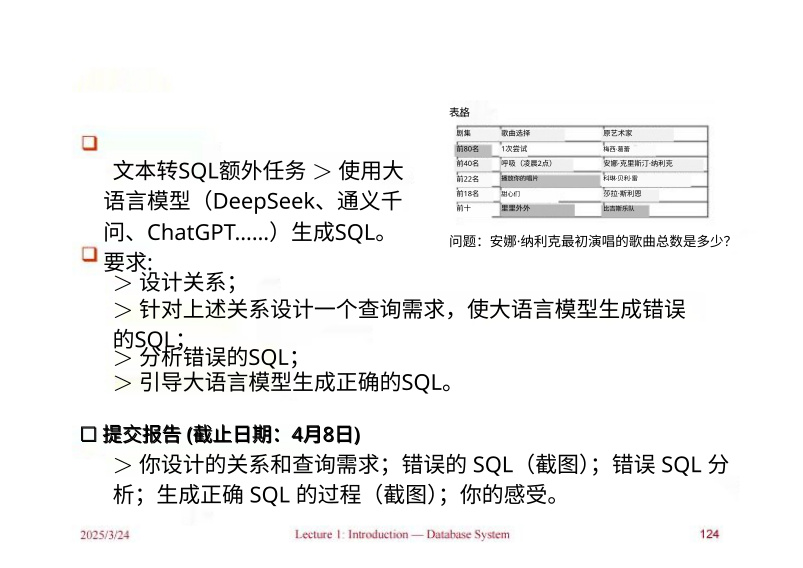 表格
剧集 歌曲选择 原艺术家
前80名 1次尝试 梅西·葛蕾
前40名 呼吸（凌晨2点） 安娜·克里斯汀·纳利克
前22名 播放你的唱片 科琳·贝利·雷
前18名 甜心们 莎拉·斯利恩
前十 里里外外 比吉斯乐队
问题：安娜·纳利克最初演唱的歌曲总数是多少？
文本转SQL额外任务 ＞ 使用大
语言模型（DeepSeek、通义千
问、ChatGPT……）生成SQL。
要求:
＞ 设计关系；
＞ 针对上述关系设计一个查询需求，使大语言模型生成错误
的SQL；
＞ 分析错误的SQL；
＞ 引导大语言模型生成正确的SQL。
提交报告 (截止日期：4月8日)
＞ 你设计的关系和查询需求；错误的 SQL（截图）；错误 SQL 分
析；生成正确 SQL 的过程（截图）；你的感受。
2025/3/24 Lecture 1: Introduction — Database System 124